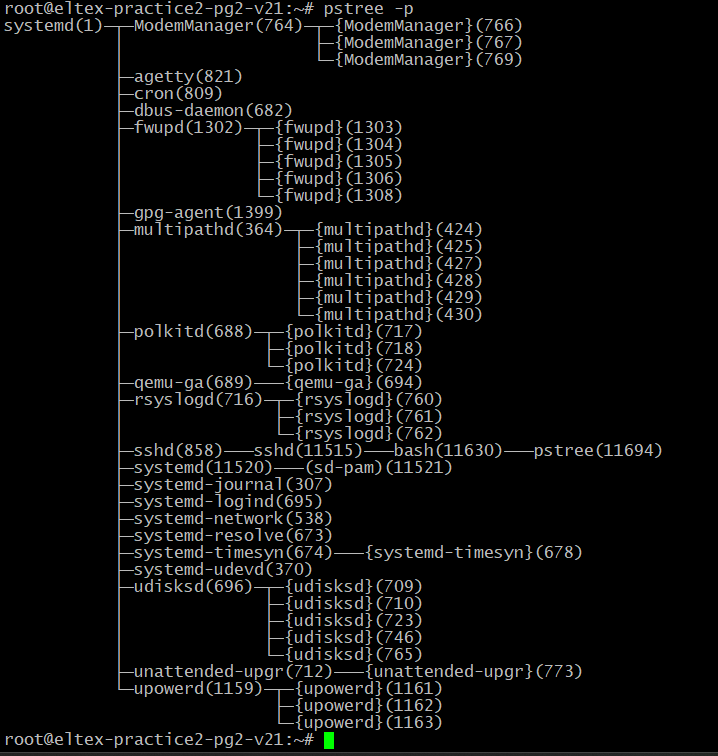 root@eltex-practice2-pg2-v21:~# pstree -p
systemd(1)─┬─ModemManager(764)─┬─{ModemManager}(766)
           │                   ├─{ModemManager}(767)
           │                   └─{ModemManager}(769)
           ├─agetty(821)
           ├─cron(809)
           ├─dbus-daemon(682)
           ├─fwupd(1302)─┬─{fwupd}(1303)
           │             ├─{fwupd}(1304)
           │             ├─{fwupd}(1305)
           │             ├─{fwupd}(1306)
           │             └─{fwupd}(1308)
           ├─gpg-agent(1399)
           ├─multipathd(364)─┬─{multipathd}(424)
           │                 ├─{multipathd}(425)
           │                 ├─{multipathd}(427)
           │                 ├─{multipathd}(428)
           │                 ├─{multipathd}(429)
           │                 └─{multipathd}(430)
           ├─polkitd(688)─┬─{polkitd}(717)
           │              ├─{polkitd}(718)
           │              └─{polkitd}(724)
           ├─qemu-ga(689)───{qemu-ga}(694)
           ├─rsyslogd(716)─┬─{rsyslogd}(760)
           │               ├─{rsyslogd}(761)
           │               └─{rsyslogd}(762)
           ├─sshd(858)───sshd(11515)───bash(11630)───pstree(11694)
           ├─systemd(11520)───(sd-pam)(11521)
           ├─systemd-journal(307)
           ├─systemd-logind(695)
           ├─systemd-network(538)
           ├─systemd-resolve(673)
           ├─systemd-timesyn(674)───{systemd-timesyn}(678)
           ├─systemd-udevd(370)
           ├─udisksd(696)─┬─{udisksd}(709)
           │              ├─{udisksd}(710)
           │              ├─{udisksd}(723)
           │              ├─{udisksd}(746)
           │              └─{udisksd}(765)
           ├─unattended-upgr(712)───{unattended-upgr}(773)
           └─upowerd(1159)─┬─{upowerd}(1161)
                           ├─{upowerd}(1162)
                           └─{upowerd}(1163)
root@eltex-practice2-pg2-v21:~#